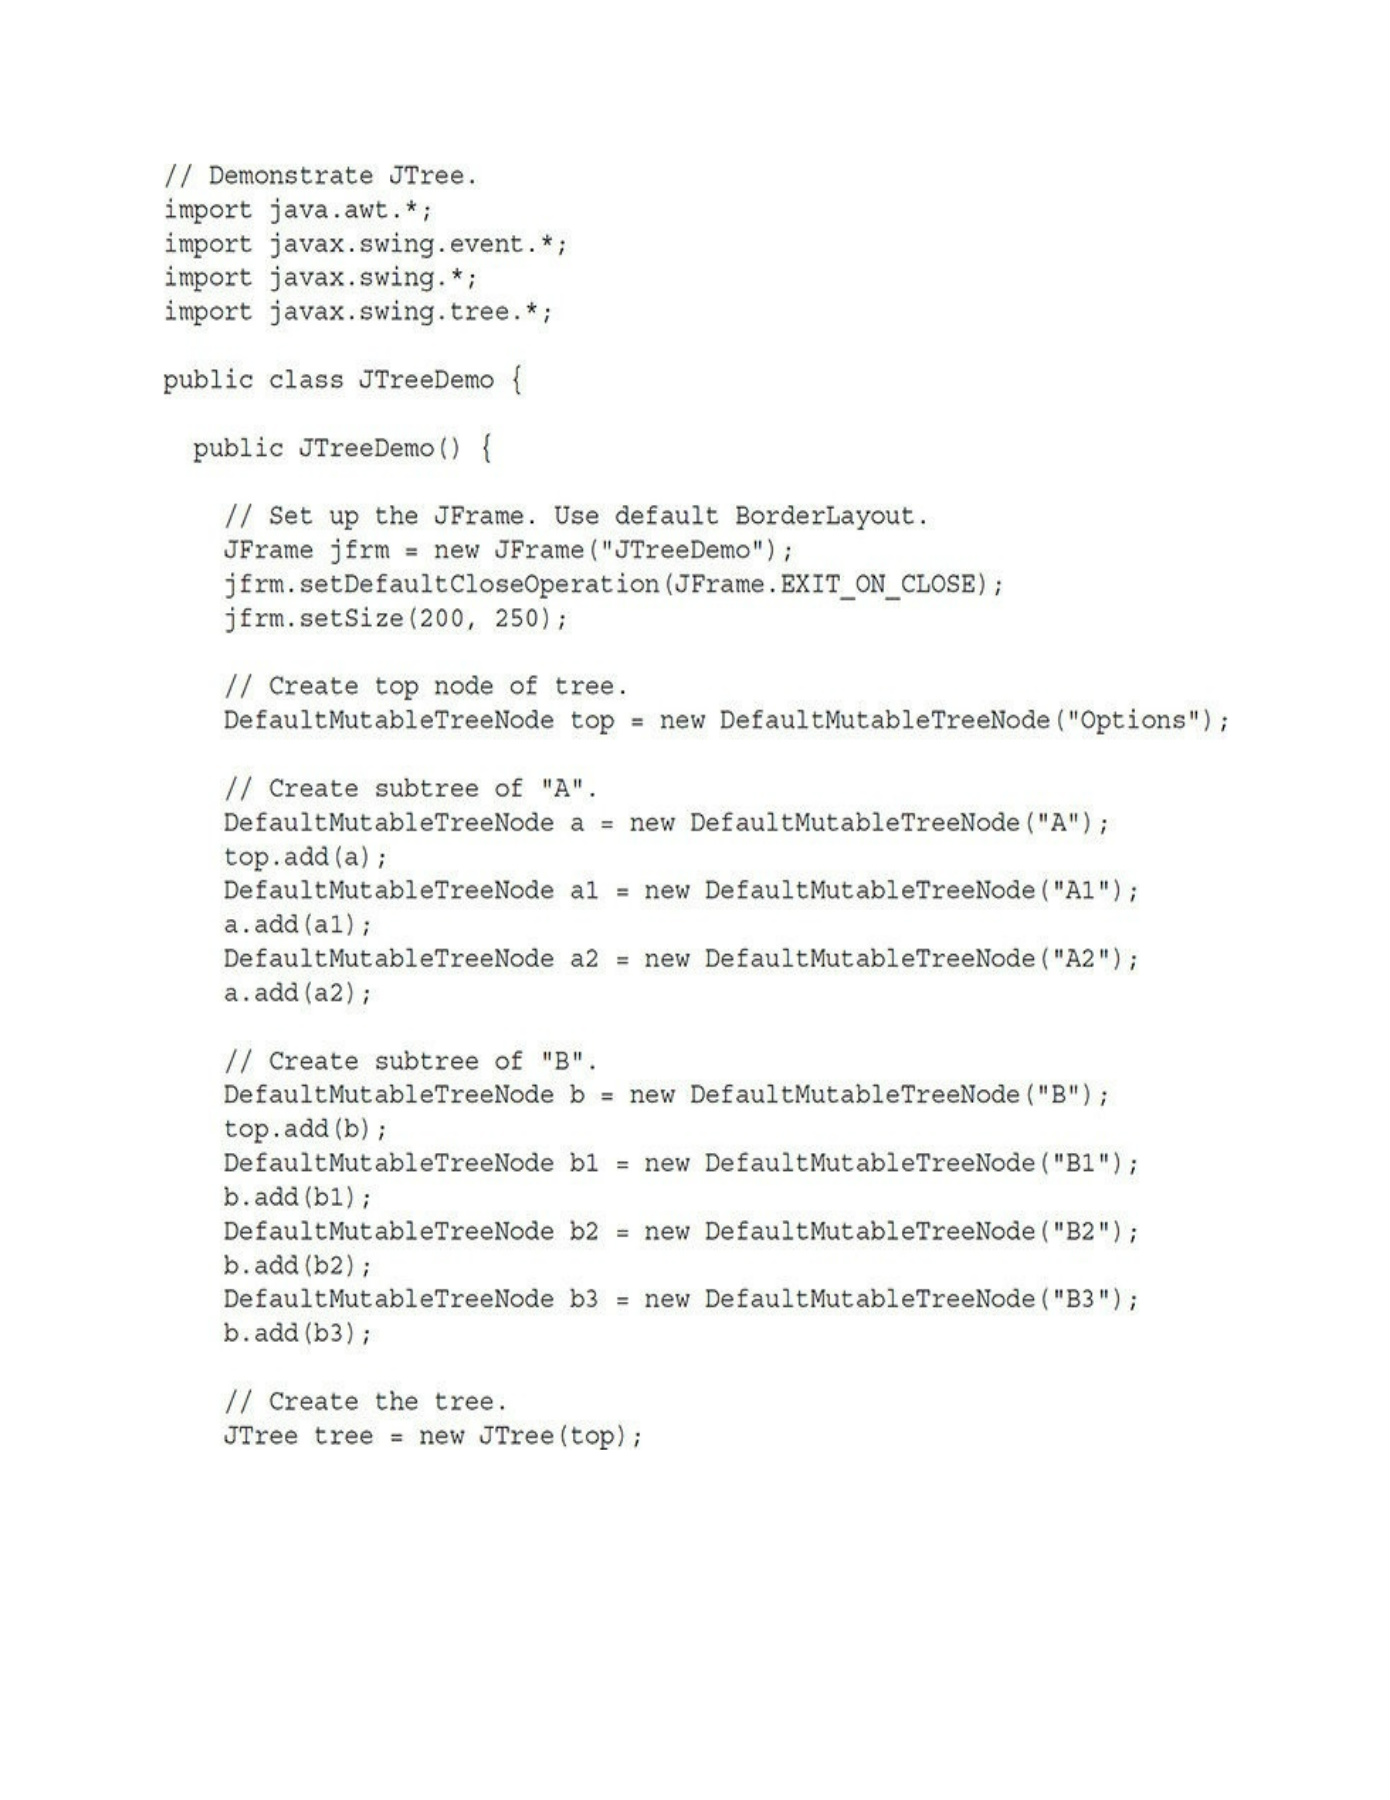 // Demonstrate JTree.
import java.awt.*;
import javax.swing.event.*;
import javax.swing.*;
import javax.swing.tree.*;

public class JTreeDemo {

  public JTreeDemo() {

    // Set up the JFrame. Use default BorderLayout.
    JFrame jfrm = new JFrame("JTreeDemo");
    jfrm.setDefaultCloseOperation(JFrame.EXIT_ON_CLOSE);
    jfrm.setSize(200, 250);

    // Create top node of tree.
    DefaultMutableTreeNode top = new DefaultMutableTreeNode("Options");

    // Create subtree of "A".
    DefaultMutableTreeNode a = new DefaultMutableTreeNode("A");
    top.add(a);
    DefaultMutableTreeNode a1 = new DefaultMutableTreeNode("A1");
    a.add(a1);
    DefaultMutableTreeNode a2 = new DefaultMutableTreeNode("A2");
    a.add(a2);

    // Create subtree of "B".
    DefaultMutableTreeNode b = new DefaultMutableTreeNode("B");
    top.add(b);
    DefaultMutableTreeNode b1 = new DefaultMutableTreeNode("B1");
    b.add(b1);
    DefaultMutableTreeNode b2 = new DefaultMutableTreeNode("B2");
    b.add(b2);
    DefaultMutableTreeNode b3 = new DefaultMutableTreeNode("B3");
    b.add(b3);

    // Create the tree.
    JTree tree = new JTree(top);